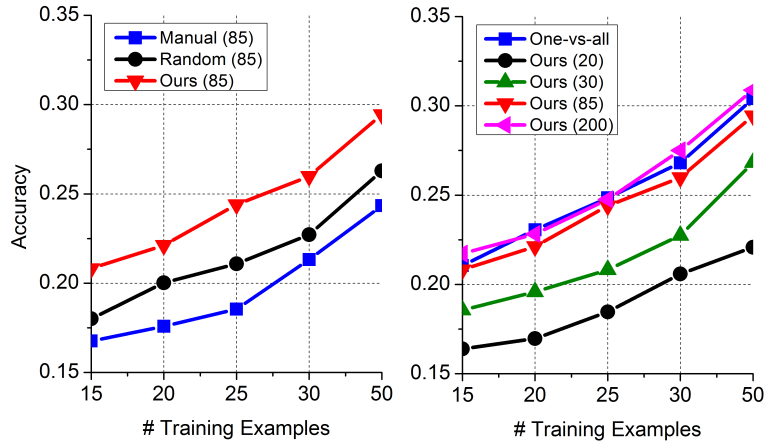 0.35
0.30
0.25
0.20
0.15
Accuracy
Manual (85)
Random (85)
Ours (85)
15 20 25 30 50
# Training Examples
0.35
0.30
0.25
0.20
0.15
One-vs-all
Ours (20)
Ours (30)
Ours (85)
Ours (200)
15 20 25 30 50
# Training Examples